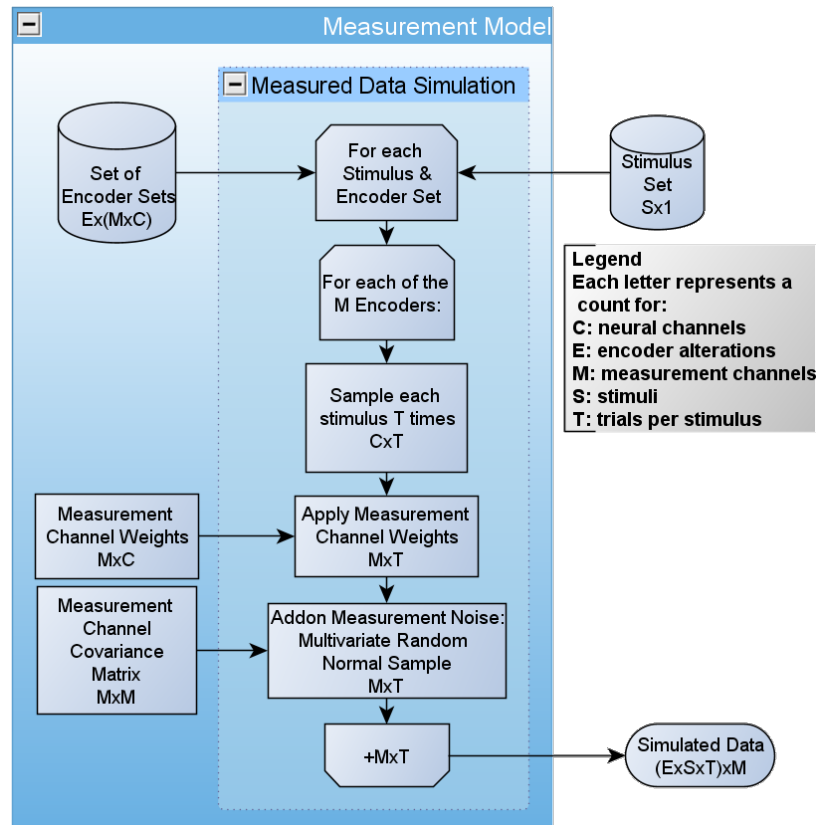 Measurement Model
Measured Data Simulation
Set of
Encoder Sets
Ex(MxC)
For each
Stimulus &
Encoder Set
Stimulus
Set
Sx1
For each of the
M Encoders:
Legend
Each letter represents a
count for:
C: neural channels
E: encoder alterations
M: measurement channels
S: stimuli
T: trials per stimulus
Sample each
stimulus T times
CxT
Measurement
Channel Weights
MxC
Apply Measurement
Channel Weights
MxT
Measurement
Channel
Covariance
Matrix
MxM
Addon Measurement Noise:
Multivariate Random
Normal Sample
MxT
+MxT
Simulated Data
(ExSxT)xM